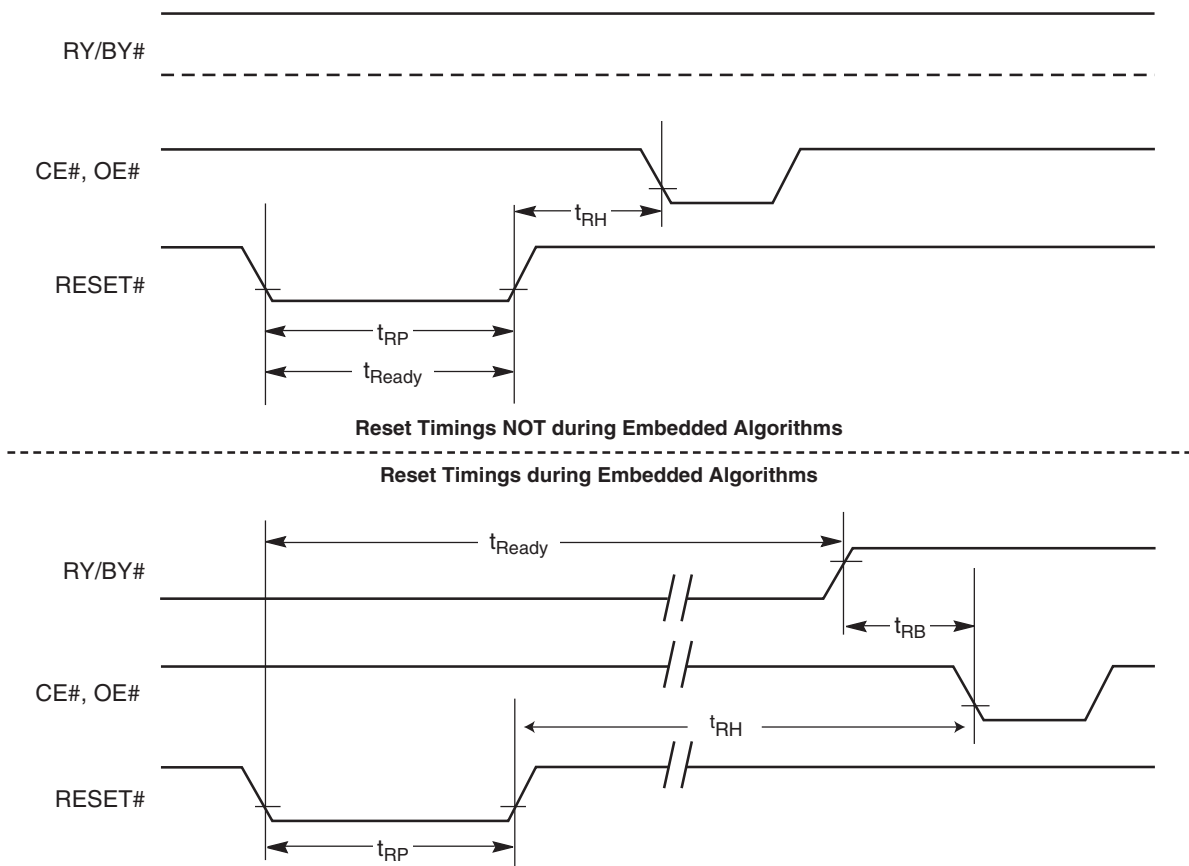 RY/BY#
CE#, OE#
tRH
RESET#
tRP
tReady
Reset Timings NOT during Embedded Algorithms
Reset Timings during Embedded Algorithms
tReady
RY/BY#
tRB
CE#, OE#
tRH
RESET#
tRP